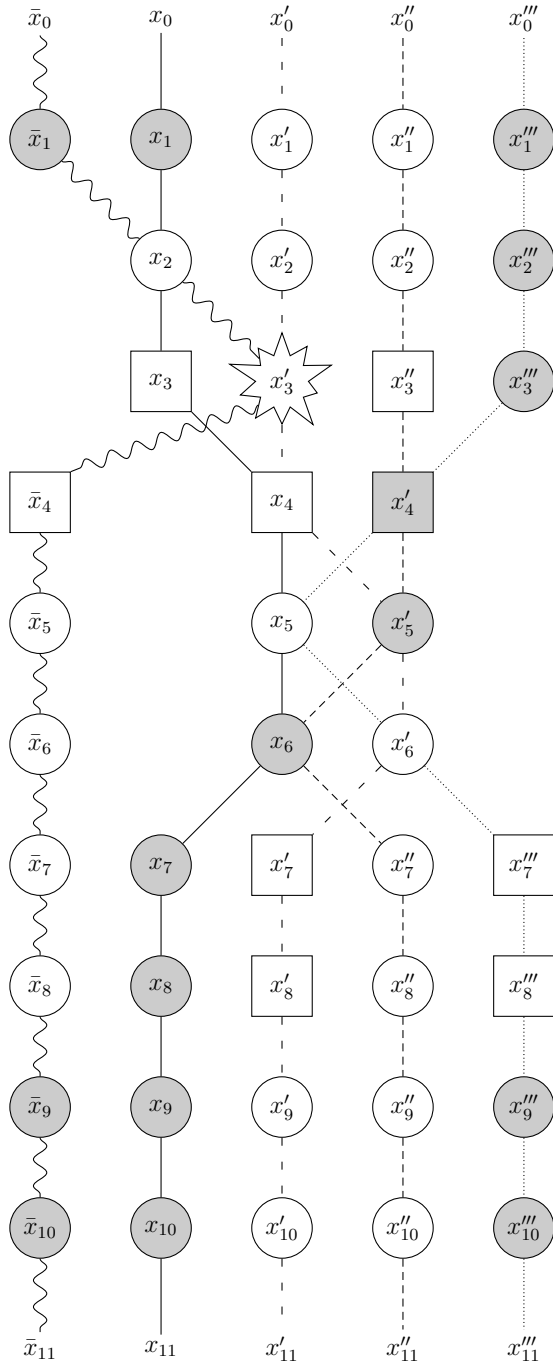 x̄₀ x₀ x′₀ x″₀ x‴₀
x̄₁ x₁ x′₁ x″₁ x‴₁
x₂ x′₂ x″₂ x‴₂
x₃ x′₃ x″₃ x‴₃
x̄₄ x₄ x′₄
x̄₅ x₅ x′₅
x̄₆ x₆ x′₆
x̄₇ x₇ x′₇ x″₇ x‴₇
x̄₈ x₈ x′₈ x″₈ x‴₈
x̄₉ x₉ x′₉ x″₉ x‴₉
x̄₁₀ x₁₀ x′₁₀ x″₁₀ x‴₁₀
x̄₁₁ x₁₁ x′₁₁ x″₁₁ x‴₁₁